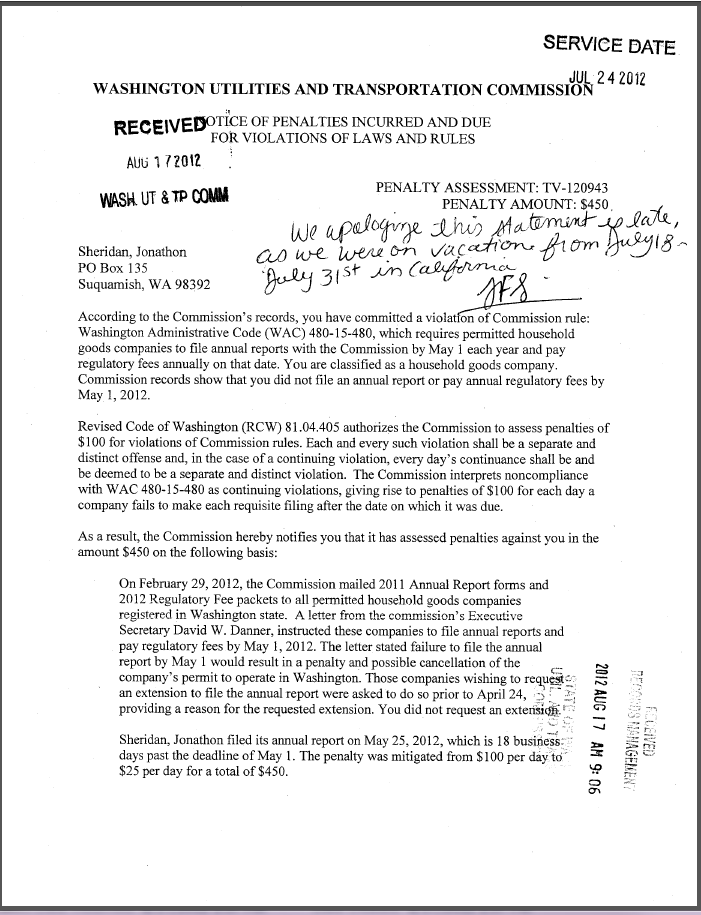 SERVICE DATE
JUL 24 2012
WASHINGTON UTILITIES AND TRANSPORTATION COMMISSION
RECEIVED
NOTICE OF PENALTIES INCURRED AND DUE
FOR VIOLATIONS OF LAWS AND RULES
AUG 17 2012
WASH. UT & TP COMM
PENALTY ASSESSMENT: TV-120943
PENALTY AMOUNT: $450
We apologize this statement is late,
as we were on vacation from July 18 -
July 31st in California
JFS
Sheridan, Jonathon
PO Box 135
Suquamish, WA 98392
According to the Commission's records, you have committed a violation of Commission rule:
Washington Administrative Code (WAC) 480-15-480, which requires permitted household
goods companies to file annual reports with the Commission by May 1 each year and pay
regulatory fees annually on that date. You are classified as a household goods company.
Commission records show that you did not file an annual report or pay annual regulatory fees by
May 1, 2012.
Revised Code of Washington (RCW) 81.04.405 authorizes the Commission to assess penalties of
$100 for violations of Commission rules. Each and every such violation shall be a separate and
distinct offense and, in the case of a continuing violation, every day's continuance shall be and
be deemed to be a separate and distinct violation. The Commission interprets noncompliance
with WAC 480-15-480 as continuing violations, giving rise to penalties of $100 for each day a
company fails to make each requisite filing after the date on which it was due.
As a result, the Commission hereby notifies you that it has assessed penalties against you in the
amount $450 on the following basis:
On February 29, 2012, the Commission mailed 2011 Annual Report forms and
2012 Regulatory Fee packets to all permitted household goods companies
registered in Washington state. A letter from the commission's Executive
Secretary David W. Danner, instructed these companies to file annual reports and
pay regulatory fees by May 1, 2012. The letter stated failure to file the annual
report by May 1 would result in a penalty and possible cancellation of the
company's permit to operate in Washington. Those companies wishing to request
an extension to file the annual report were asked to do so prior to April 24,
providing a reason for the requested extension. You did not request an extension.
Sheridan, Jonathon filed its annual report on May 25, 2012, which is 18 business
days past the deadline of May 1. The penalty was mitigated from $100 per day to
$25 per day for a total of $450.
2012 AUG 17 AM 9:06
RECEIVED
RECORDS MANAGEMENT